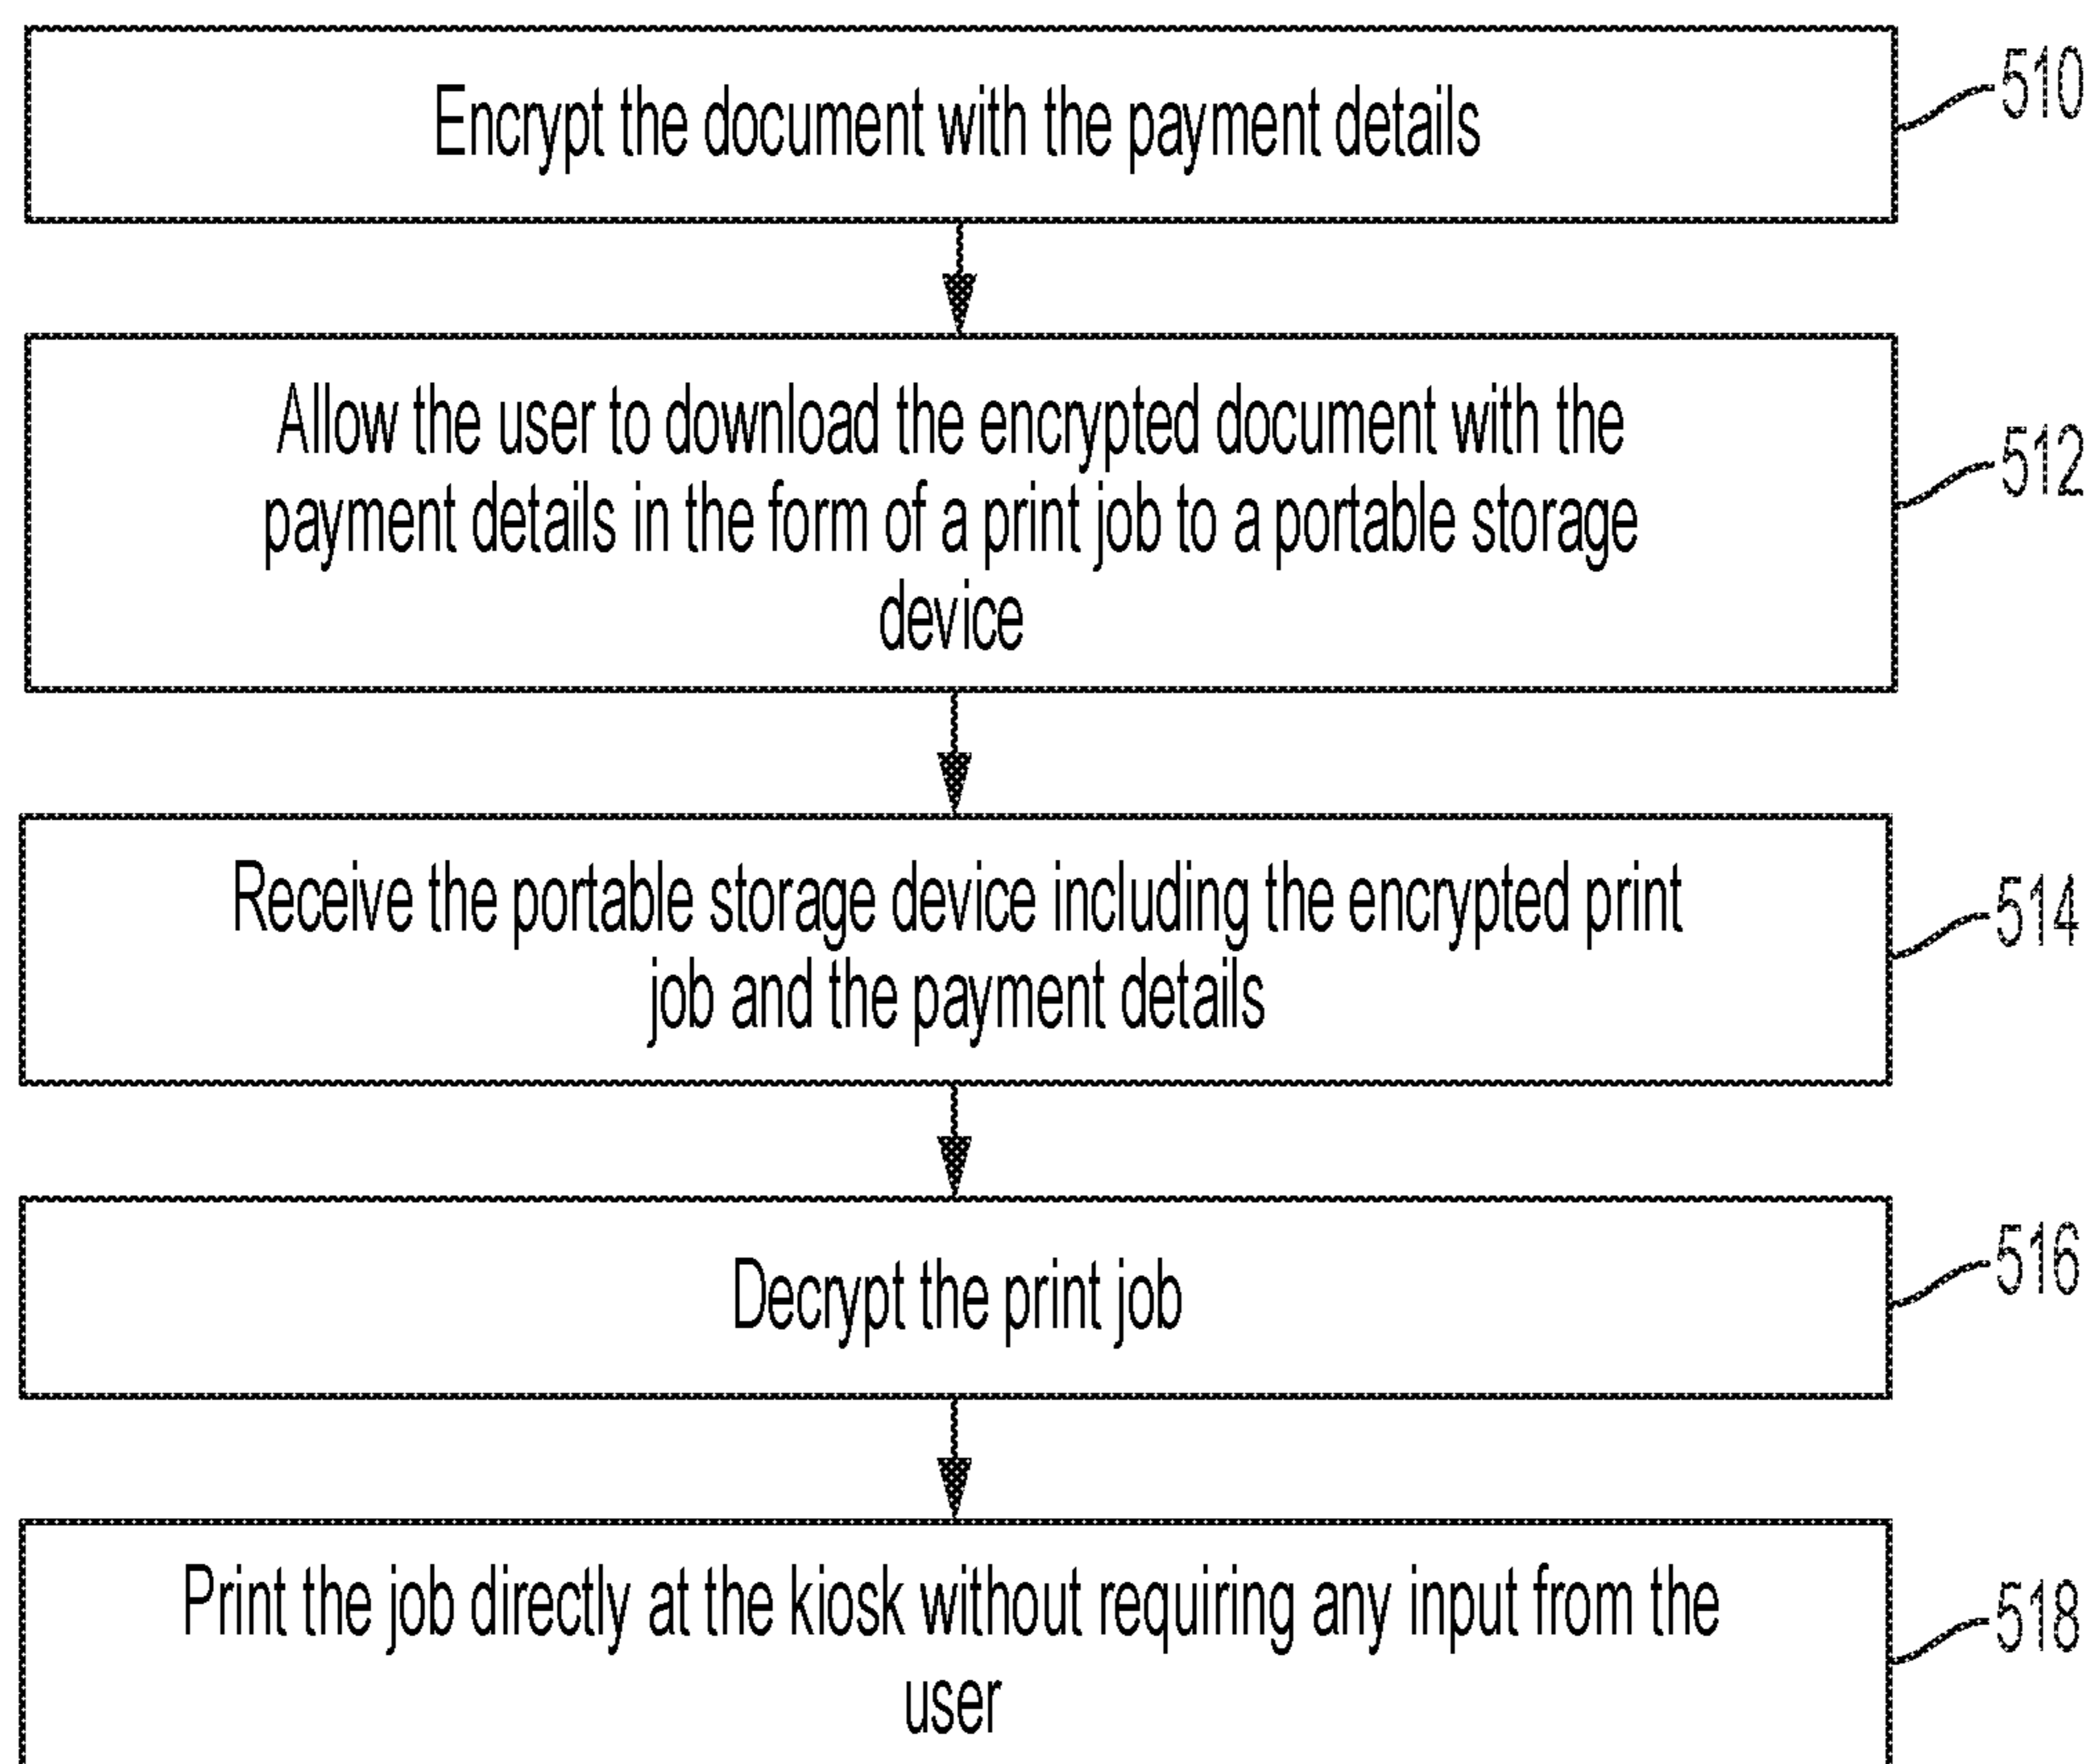 Encrypt the document with the payment details
510
Allow the user to download the encrypted document with the
payment details in the form of a print job to a portable storage
device
512
Receive the portable storage device including the encrypted print
job and the payment details
514
Decrypt the print job
516
Print the job directly at the kiosk without requiring any input from the
user
518